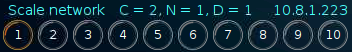 Scale network C = 2, N = 1, D = 1 10.8.1.223
1 2 3 4 5 6 7 8 9 10